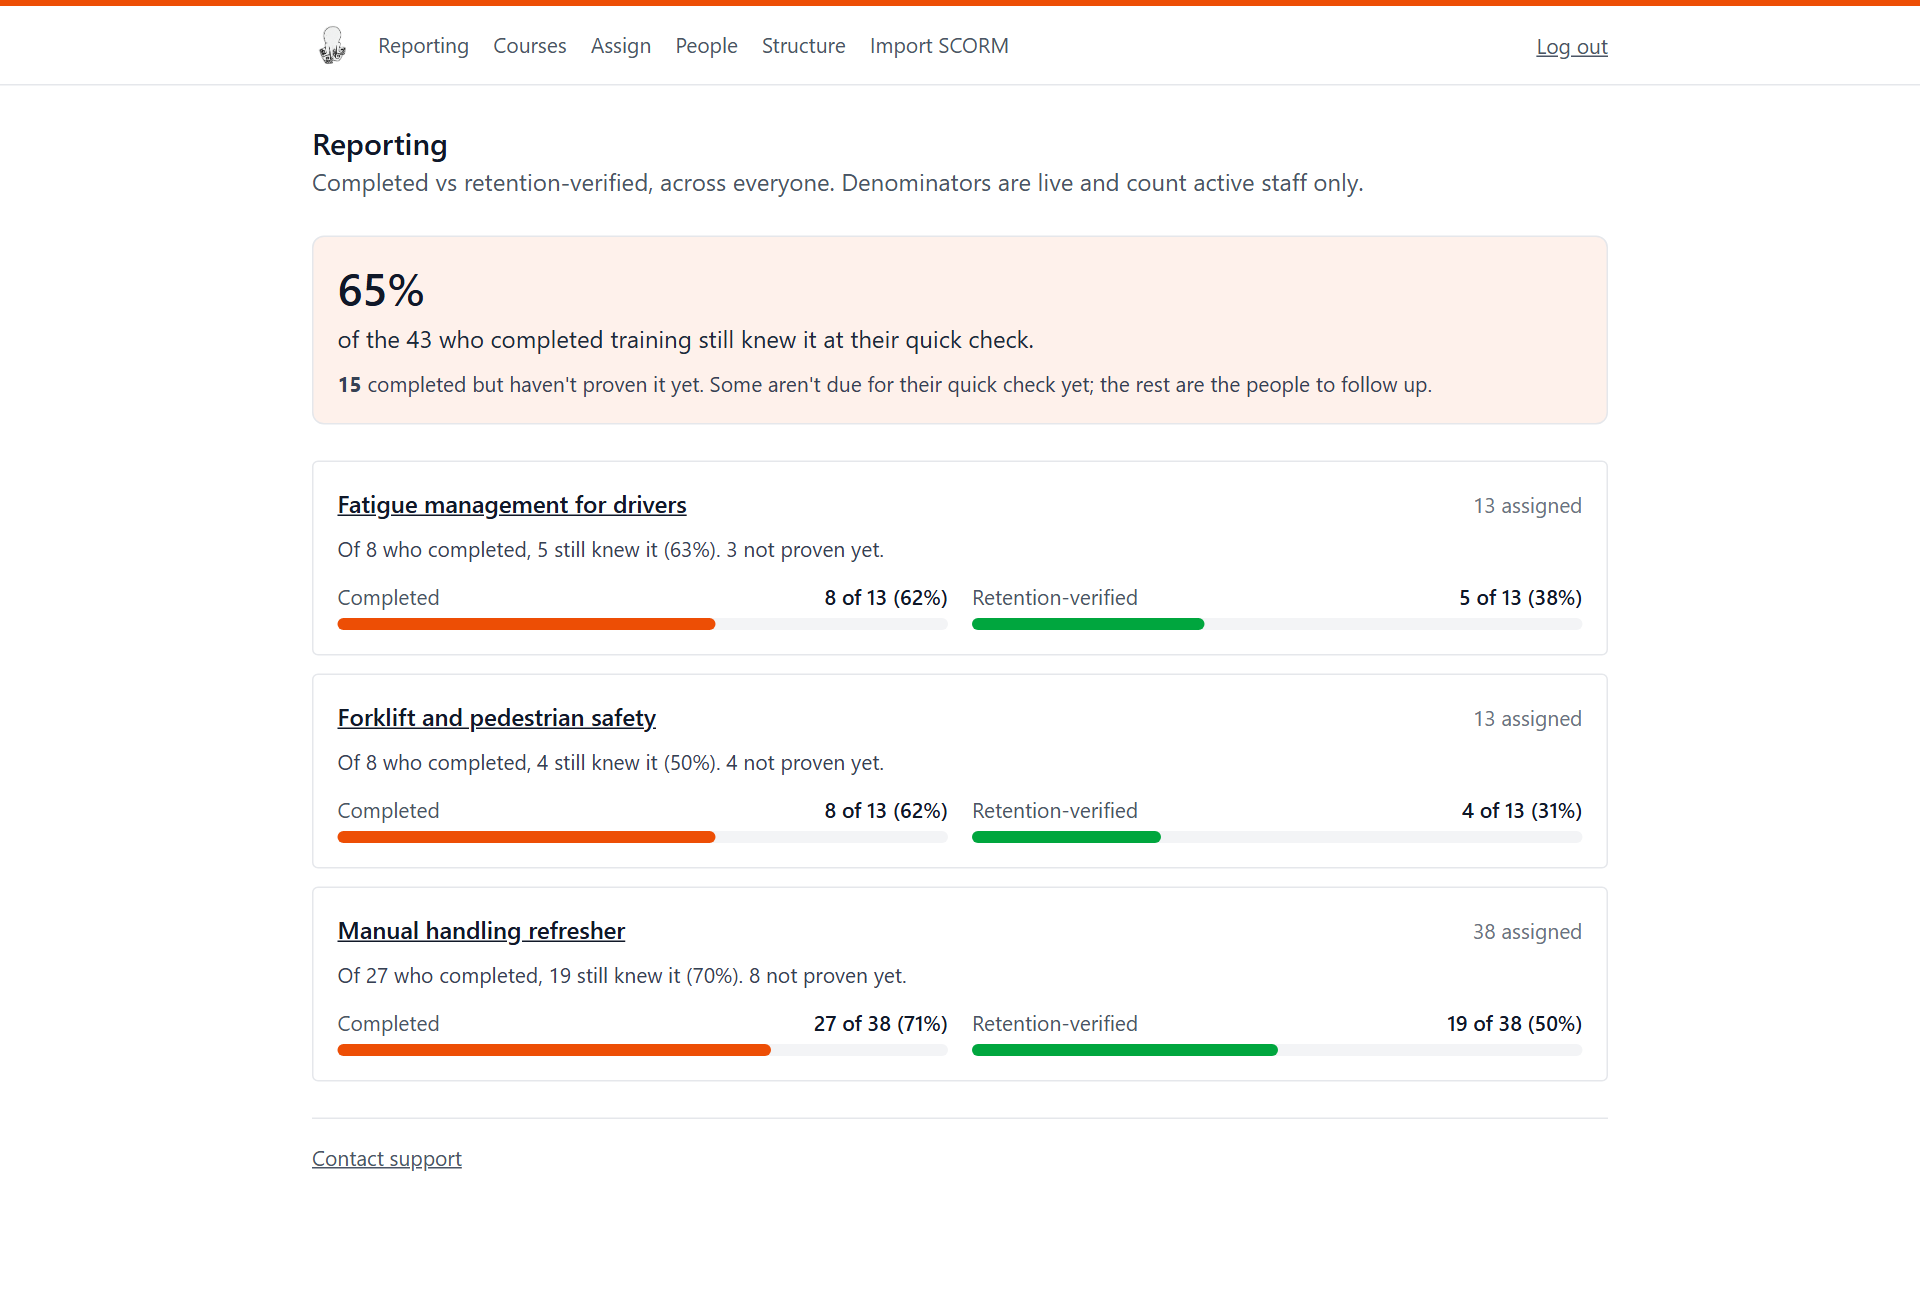 Reporting Courses Assign People Structure Import SCORM Log out
Reporting
Completed vs retention-verified, across everyone. Denominators are live and count active staff only.
65%
of the 43 who completed training still knew it at their quick check.
15 completed but haven't proven it yet. Some aren't due for their quick check yet; the rest are the people to follow up.
Fatigue management for drivers 13 assigned
Of 8 who completed, 5 still knew it (63%). 3 not proven yet.
Completed 8 of 13 (62%) Retention-verified 5 of 13 (38%)
Forklift and pedestrian safety 13 assigned
Of 8 who completed, 4 still knew it (50%). 4 not proven yet.
Completed 8 of 13 (62%) Retention-verified 4 of 13 (31%)
Manual handling refresher 38 assigned
Of 27 who completed, 19 still knew it (70%). 8 not proven yet.
Completed 27 of 38 (71%) Retention-verified 19 of 38 (50%)
Contact support